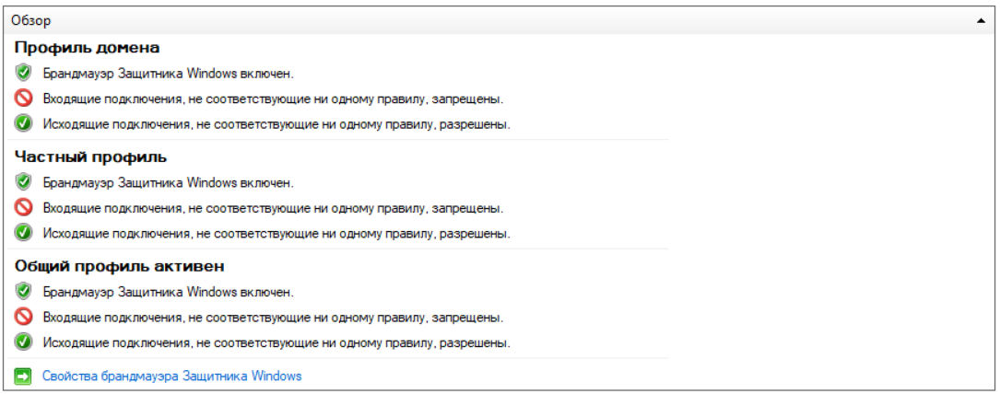 Обзор
Профиль домена
Брандмауэр Защитника Windows включен.
Входящие подключения, не соответствующие ни одному правилу, запрещены.
Исходящие подключения, не соответствующие ни одному правилу, разрешены.
Частный профиль
Брандмауэр Защитника Windows включен.
Входящие подключения, не соответствующие ни одному правилу, запрещены.
Исходящие подключения, не соответствующие ни одному правилу, разрешены.
Общий профиль активен
Брандмауэр Защитника Windows включен.
Входящие подключения, не соответствующие ни одному правилу, запрещены.
Исходящие подключения, не соответствующие ни одному правилу, разрешены.
Свойства брандмауэра Защитника Windows